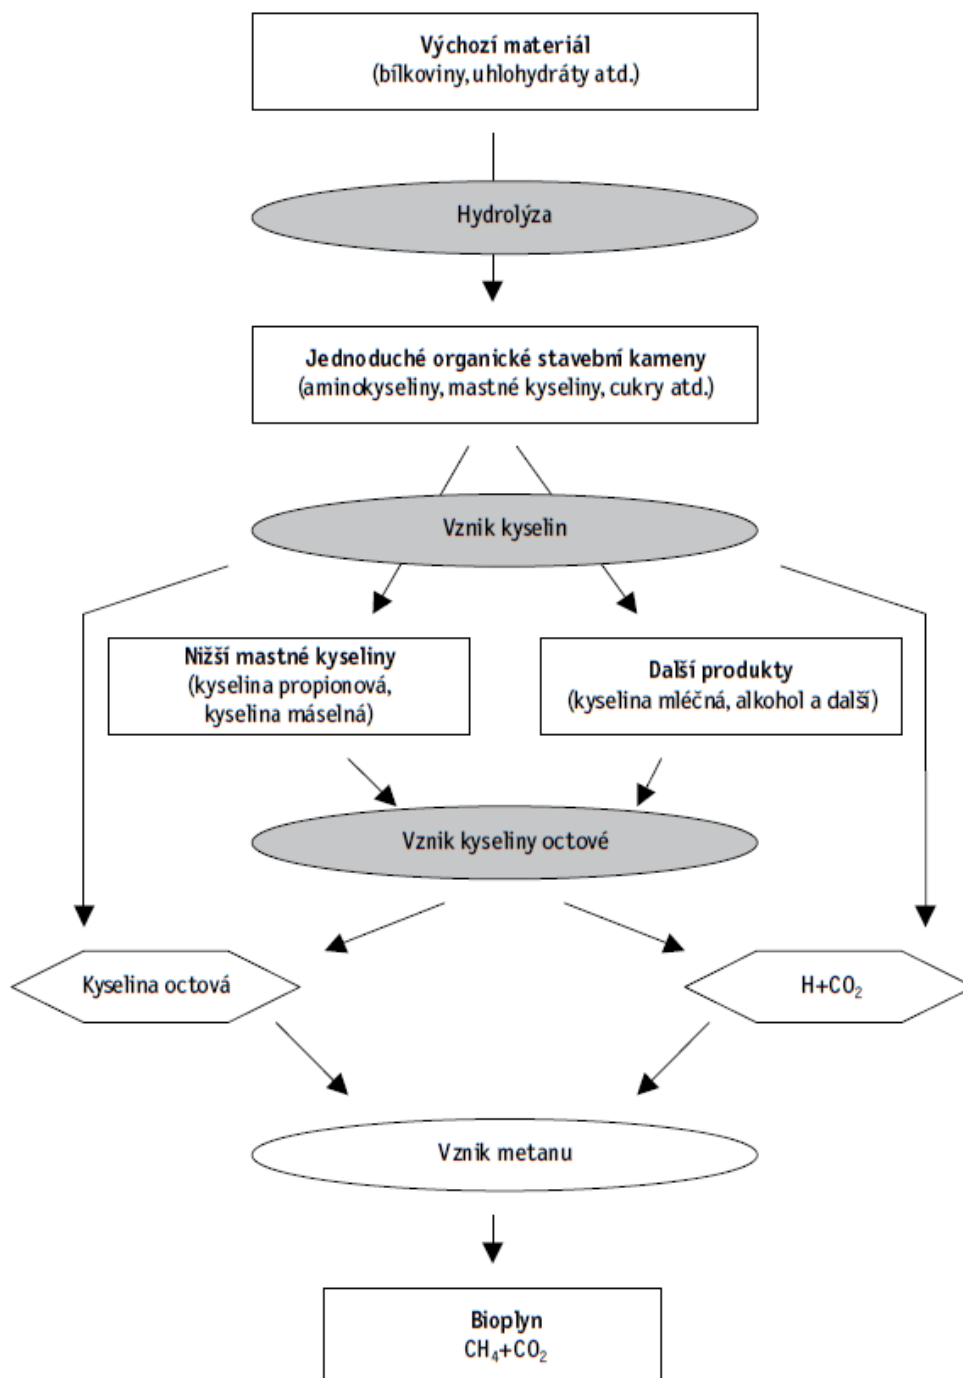 Výchozí materiál
(bílkoviny, uhlohydráty atd.)
Hydrolýza
Jednoduché organické stavební kameny
(aminokyseliny, mastné kyseliny, cukry atd.)
Vznik kyselin
Nižší mastné kyseliny
(kyselina propionová,
kyselina máselná)
Další produkty
(kyselina mléčná, alkohol a další)
Vznik kyseliny octové
Kyselina octová
H+CO₂
Vznik metanu
Bioplyn
CH₄+CO₂